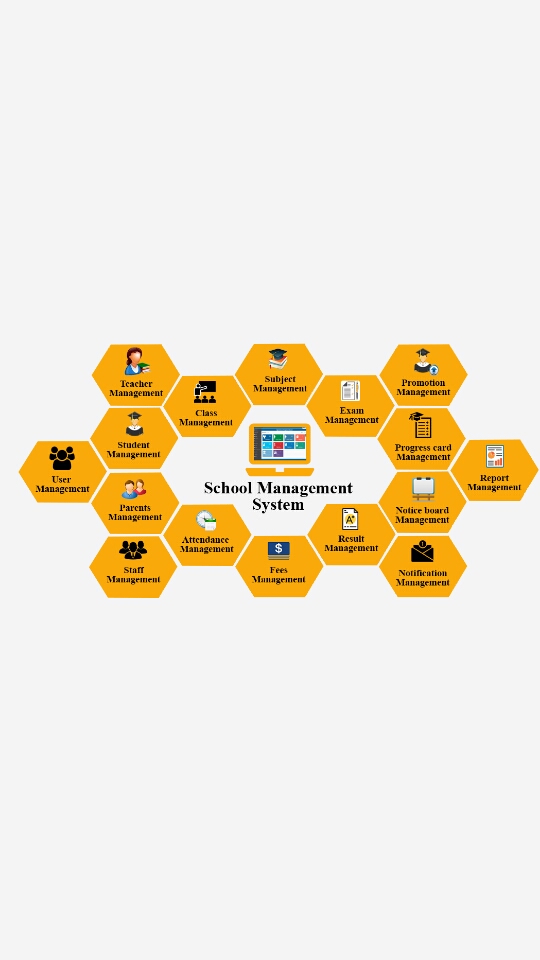 Teacher
Management
Subject
Management
Promotion
Management
Class
Management
Exam
Management
Student
Management
Progress card
Management
User
Management
School Management
System
Report
Management
Parents
Management
Notice board
Management
Attendance
Management
Result
Management
Staff
Management
Fees
Management
Notification
Management